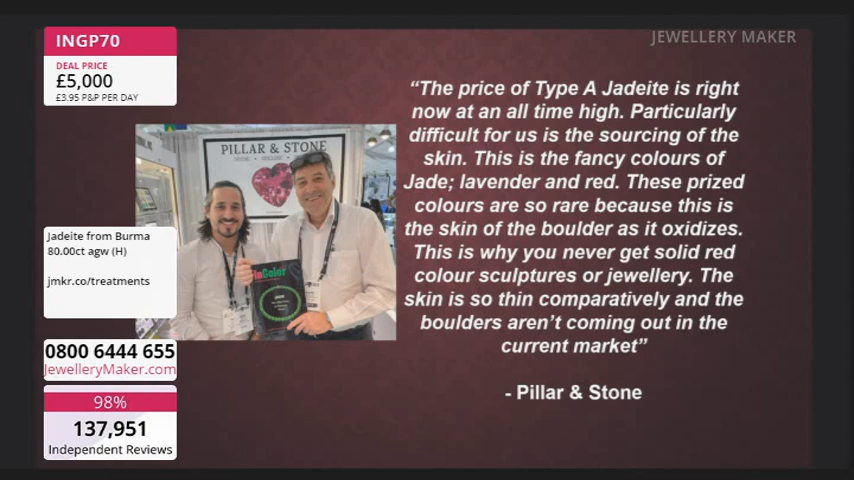 INGP70
DEAL PRICE
£5,000
£3.95 P&P PER DAY
JEWELLERY MAKER
PILLAR & STONE
InColor
Jadeite from Burma
80.00ct agw (H)
jmkr.co/treatments
0800 6444 655
JewelleryMaker.com
98%
137,951
Independent Reviews
“The price of Type A Jadeite is right
now at an all time high. Particularly
difficult for us is the sourcing of the
skin. This is the fancy colours of
Jade; lavender and red. These prized
colours are so rare because this is
the skin of the boulder as it oxidizes.
This is why you never get solid red
colour sculptures or jewellery. The
skin is so thin comparatively and the
boulders aren’t coming out in the
current market”
- Pillar & Stone